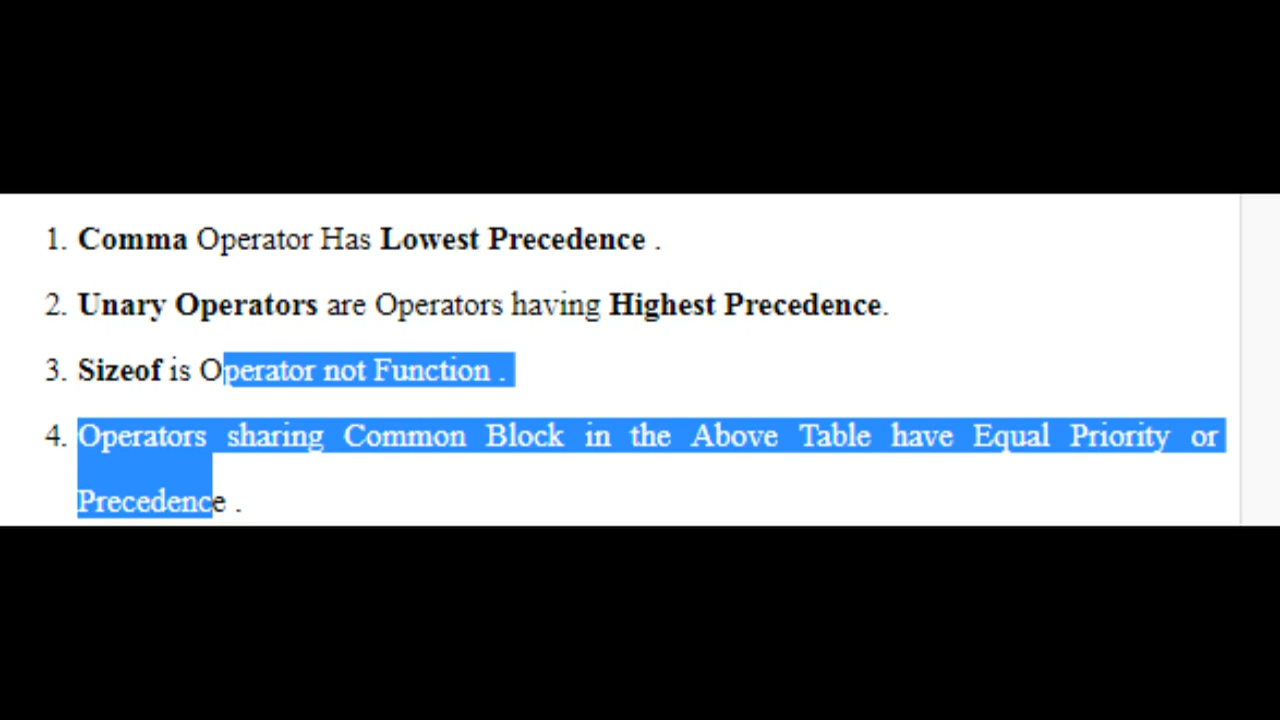 1. Comma Operator Has Lowest Precedence .
2. Unary Operators are Operators having Highest Precedence.
3. Sizeof is Operator not Function .
4. Operators sharing Common Block in the Above Table have Equal Priority or
Precedence .